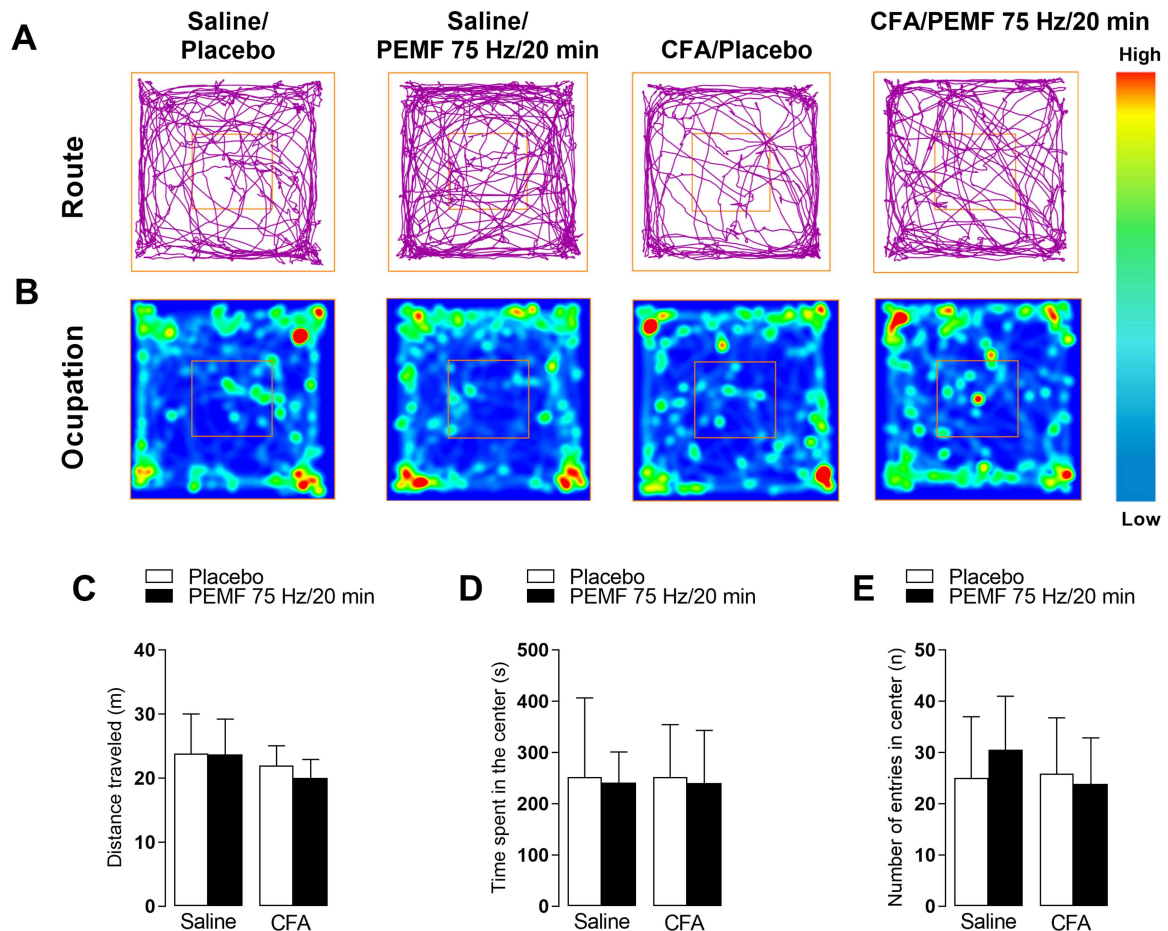 A
Saline/
Placebo
Saline/
PEMF 75 Hz/20 min
CFA/Placebo
CFA/PEMF 75 Hz/20 min
High
Route
B
Ocupation
Low
C
Placebo
PEMF 75 Hz/20 min
D
Placebo
PEMF 75 Hz/20 min
E
Placebo
PEMF 75 Hz/20 min
Distance traveled (m)
40
30
20
10
0
Saline
CFA
Time spent in the center (s)
500
400
300
200
100
0
Saline
CFA
Number of entries in center (n)
50
40
30
20
10
0
Saline
CFA